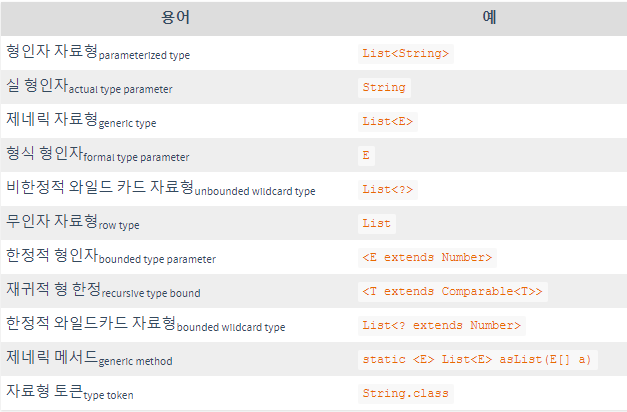 용어 예
형인자 자료형parameterized type List<String>
실 형인자actual type parameter String
제네릭 자료형generic type List<E>
형식 형인자formal type parameter E
비한정적 와일드 카드 자료형unbounded wildcard type List<?>
무인자 자료형row type List
한정적 형인자bounded type parameter <E extends Number>
재귀적 형 한정recursive type bound <T extends Comparable<T>>
한정적 와일드카드 자료형bounded wildcard type List<? extends Number>
제네릭 메서드generic method static <E> List<E> asList(E[] a)
자료형 토큰type token String.class